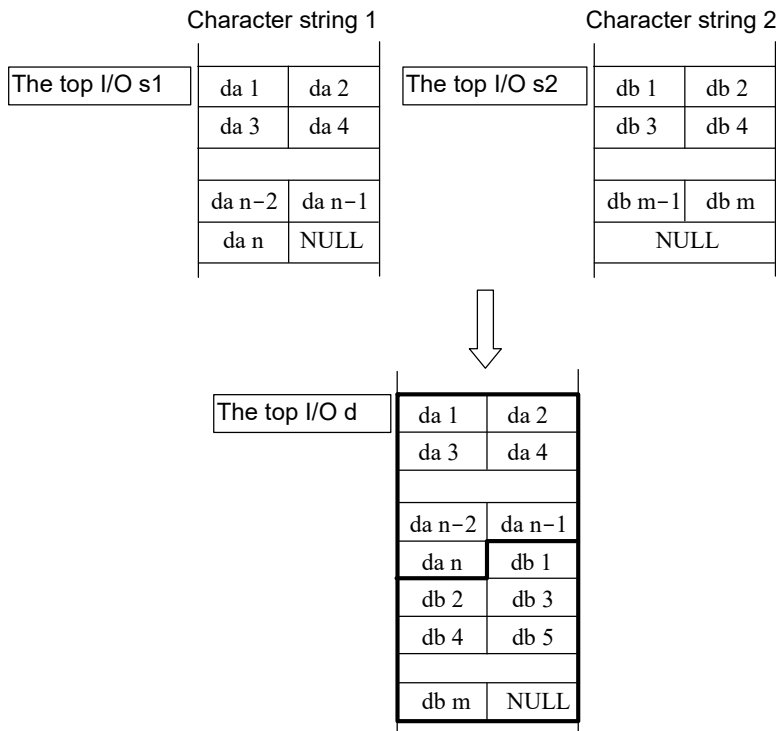 Character string 1
Character string 2
The top I/O s1
da 1 da 2
The top I/O s2
db 1 db 2
da 3 da 4
db 3 db 4
da n-2 da n-1
db m-1 db m
da n NULL
NULL
The top I/O d
da 1 da 2
da 3 da 4
da n-2 da n-1
da n db 1
db 2 db 3
db 4 db 5
db m NULL